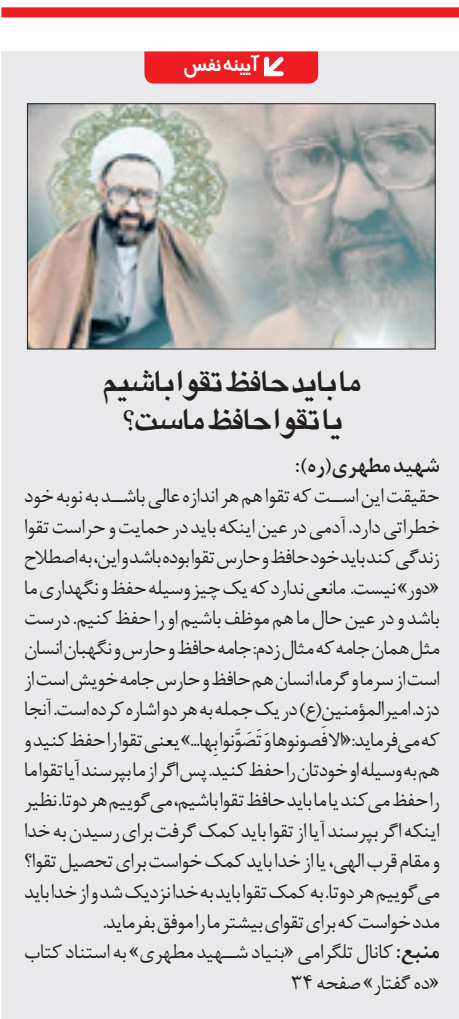 آیینه نفس
ما باید حافظ تقوا باشیم
یا تقوا حافظ ماست؟
شهید مطهری(ره):
حقیقت این است که تقوا هم هر اندازه عالی باشد به نوبه خود
خطراتی دارد. آدمی در عین اینکه باید در حمایت و حراست تقوا
زندگی کند باید خود حافظ و حارس تقوا بوده باشد و این، به اصطلاح
«دور» نیست. مانعی ندارد که یک چیز وسیله حفظ و نگهداری ما
باشد و در عین حال ما هم موظف باشیم او را حفظ کنیم. درست
مثل همان جامه که مثال زدم: جامه حافظ و حارس و نگهبان انسان
است از سرما و گرما، انسان هم حافظ و حارس جامه خویش است از
دزد. امیرالمؤمنین(ع) در یک جمله به هر دو اشاره کرده است. آنجا
که می‌فرماید: «الا فَصونوها وَ تَصَوَّنوا بِها...» یعنی تقوا را حفظ کنید و
هم به وسیله او خودتان را حفظ کنید. پس اگر از ما بپرسند آیا تقوا ما
را حفظ می‌کند یا ما باید حافظ تقوا باشیم، می‌گوییم هر دوتا. نظیر
اینکه اگر بپرسند آیا از تقوا باید کمک گرفت برای رسیدن به خدا
و مقام قرب الهی، یا از خدا باید کمک خواست برای تحصیل تقوا؟
می‌گوییم هر دوتا. به کمک تقوا باید به خدا نزدیک شد و از خدا باید
مدد خواست که برای تقوای بیشتر ما را موفق بفرماید.
منبع: کانال تلگرامی «بنیاد شهید مطهری» به استناد کتاب
«ده گفتار» صفحه ۳۴